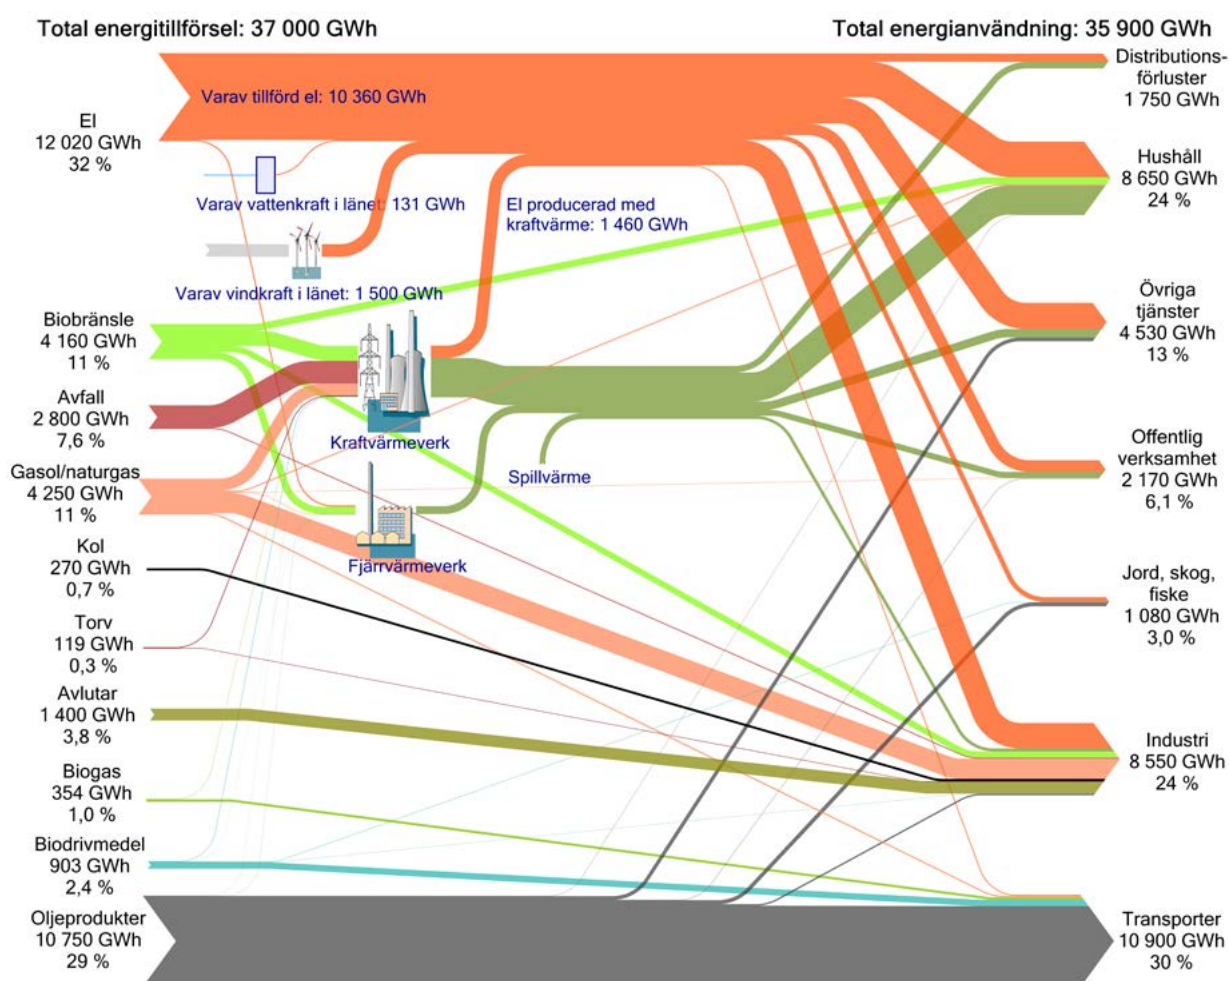 Total energitillförsel: 37 000 GWh
Total energianvändning: 35 900 GWh
El
12 020 GWh
32 %
Varav tillförd el: 10 360 GWh
Varav vattenkraft i länet: 131 GWh
Varav vindkraft i länet: 1 500 GWh
El producerad med
kraftvärme: 1 460 GWh
Biobränsle
4 160 GWh
11 %
Avfall
2 800 GWh
7,6 %
Gasol/naturgas
4 250 GWh
11 %
Kol
270 GWh
0,7 %
Torv
119 GWh
0,3 %
Avlutar
1 400 GWh
3,8 %
Biogas
354 GWh
1,0 %
Biodrivmedel
903 GWh
2,4 %
Oljeprodukter
10 750 GWh
29 %
Kraftvärmeverk
Fjärrvärmeverk
Spillvärme
Distributions-
förluster
1 750 GWh
Hushåll
8 650 GWh
24 %
Övriga
tjänster
4 530 GWh
13 %
Offentlig
verksamhet
2 170 GWh
6,1 %
Jord, skog,
fiske
1 080 GWh
3,0 %
Industri
8 550 GWh
24 %
Transporter
10 900 GWh
30 %